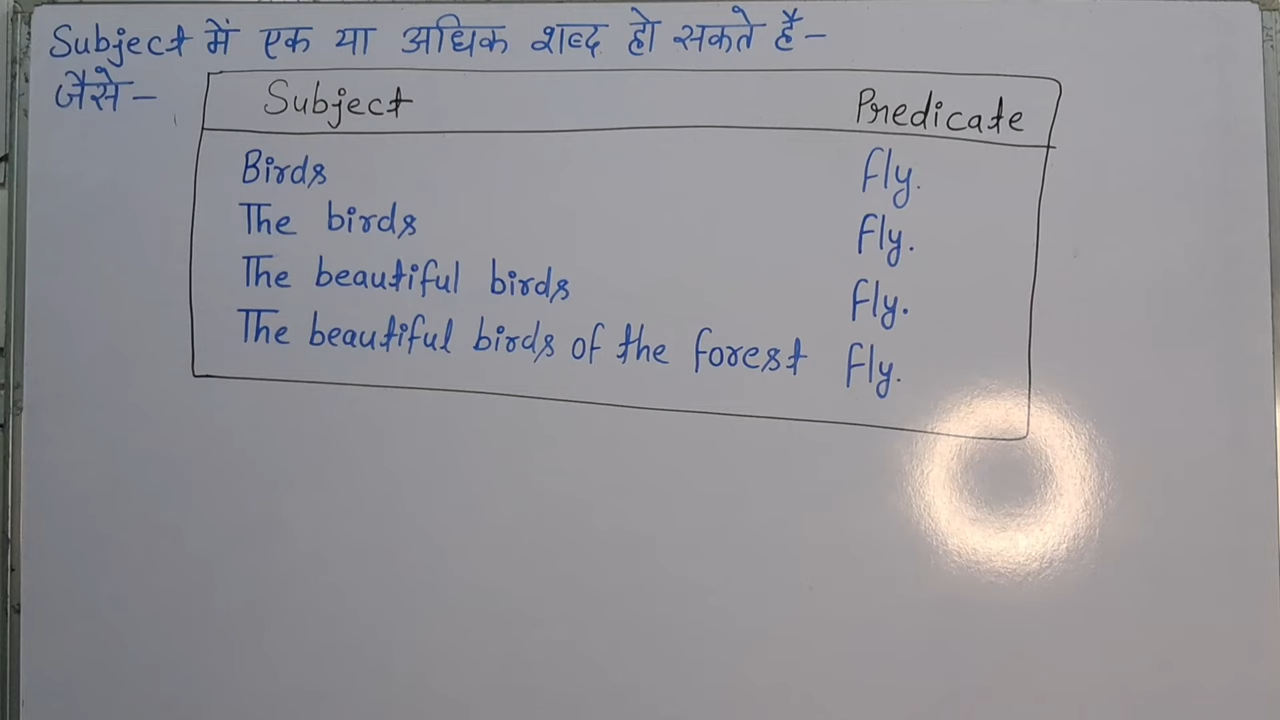 Subject में एक या अधिक शब्द हो सकते हैं -
जैसे -
Subject Predicate
Birds fly.
The birds fly.
The beautiful birds fly.
The beautiful birds of the forest fly.